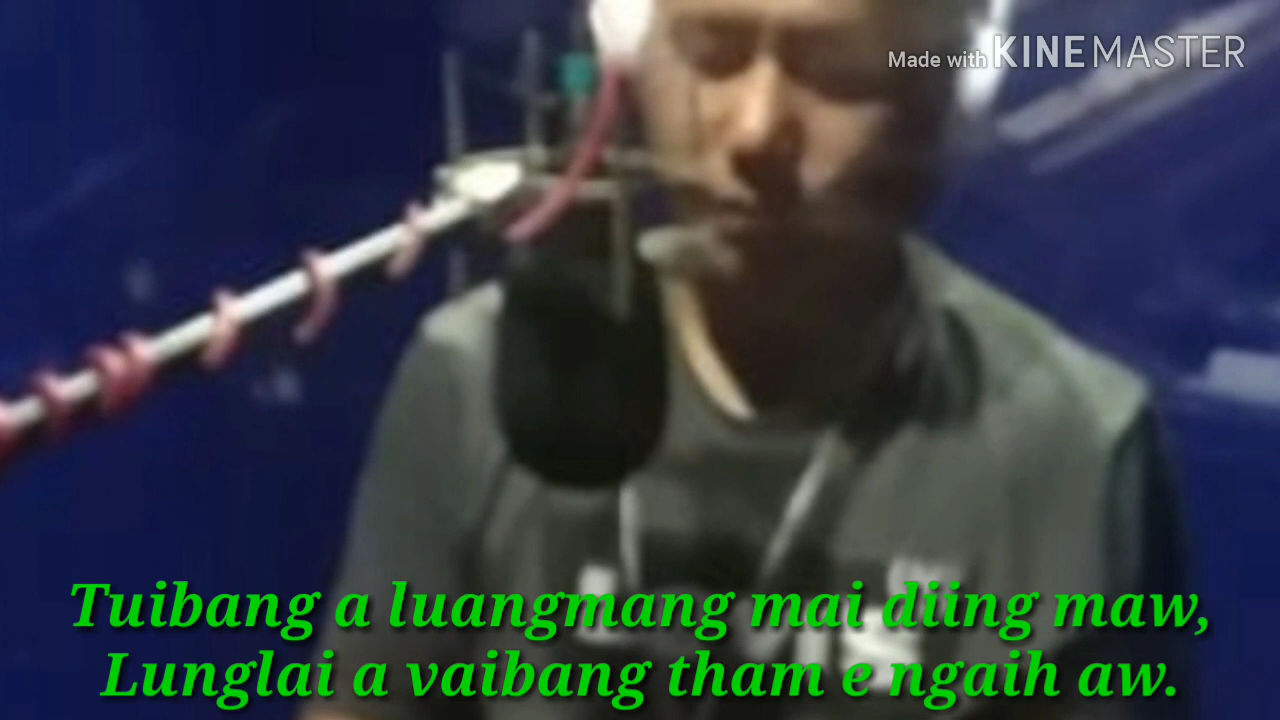 Made with KINEMASTER
Tuibang a luangmang mai diing maw,
Lunglai a vaibang tham e ngaih aw.